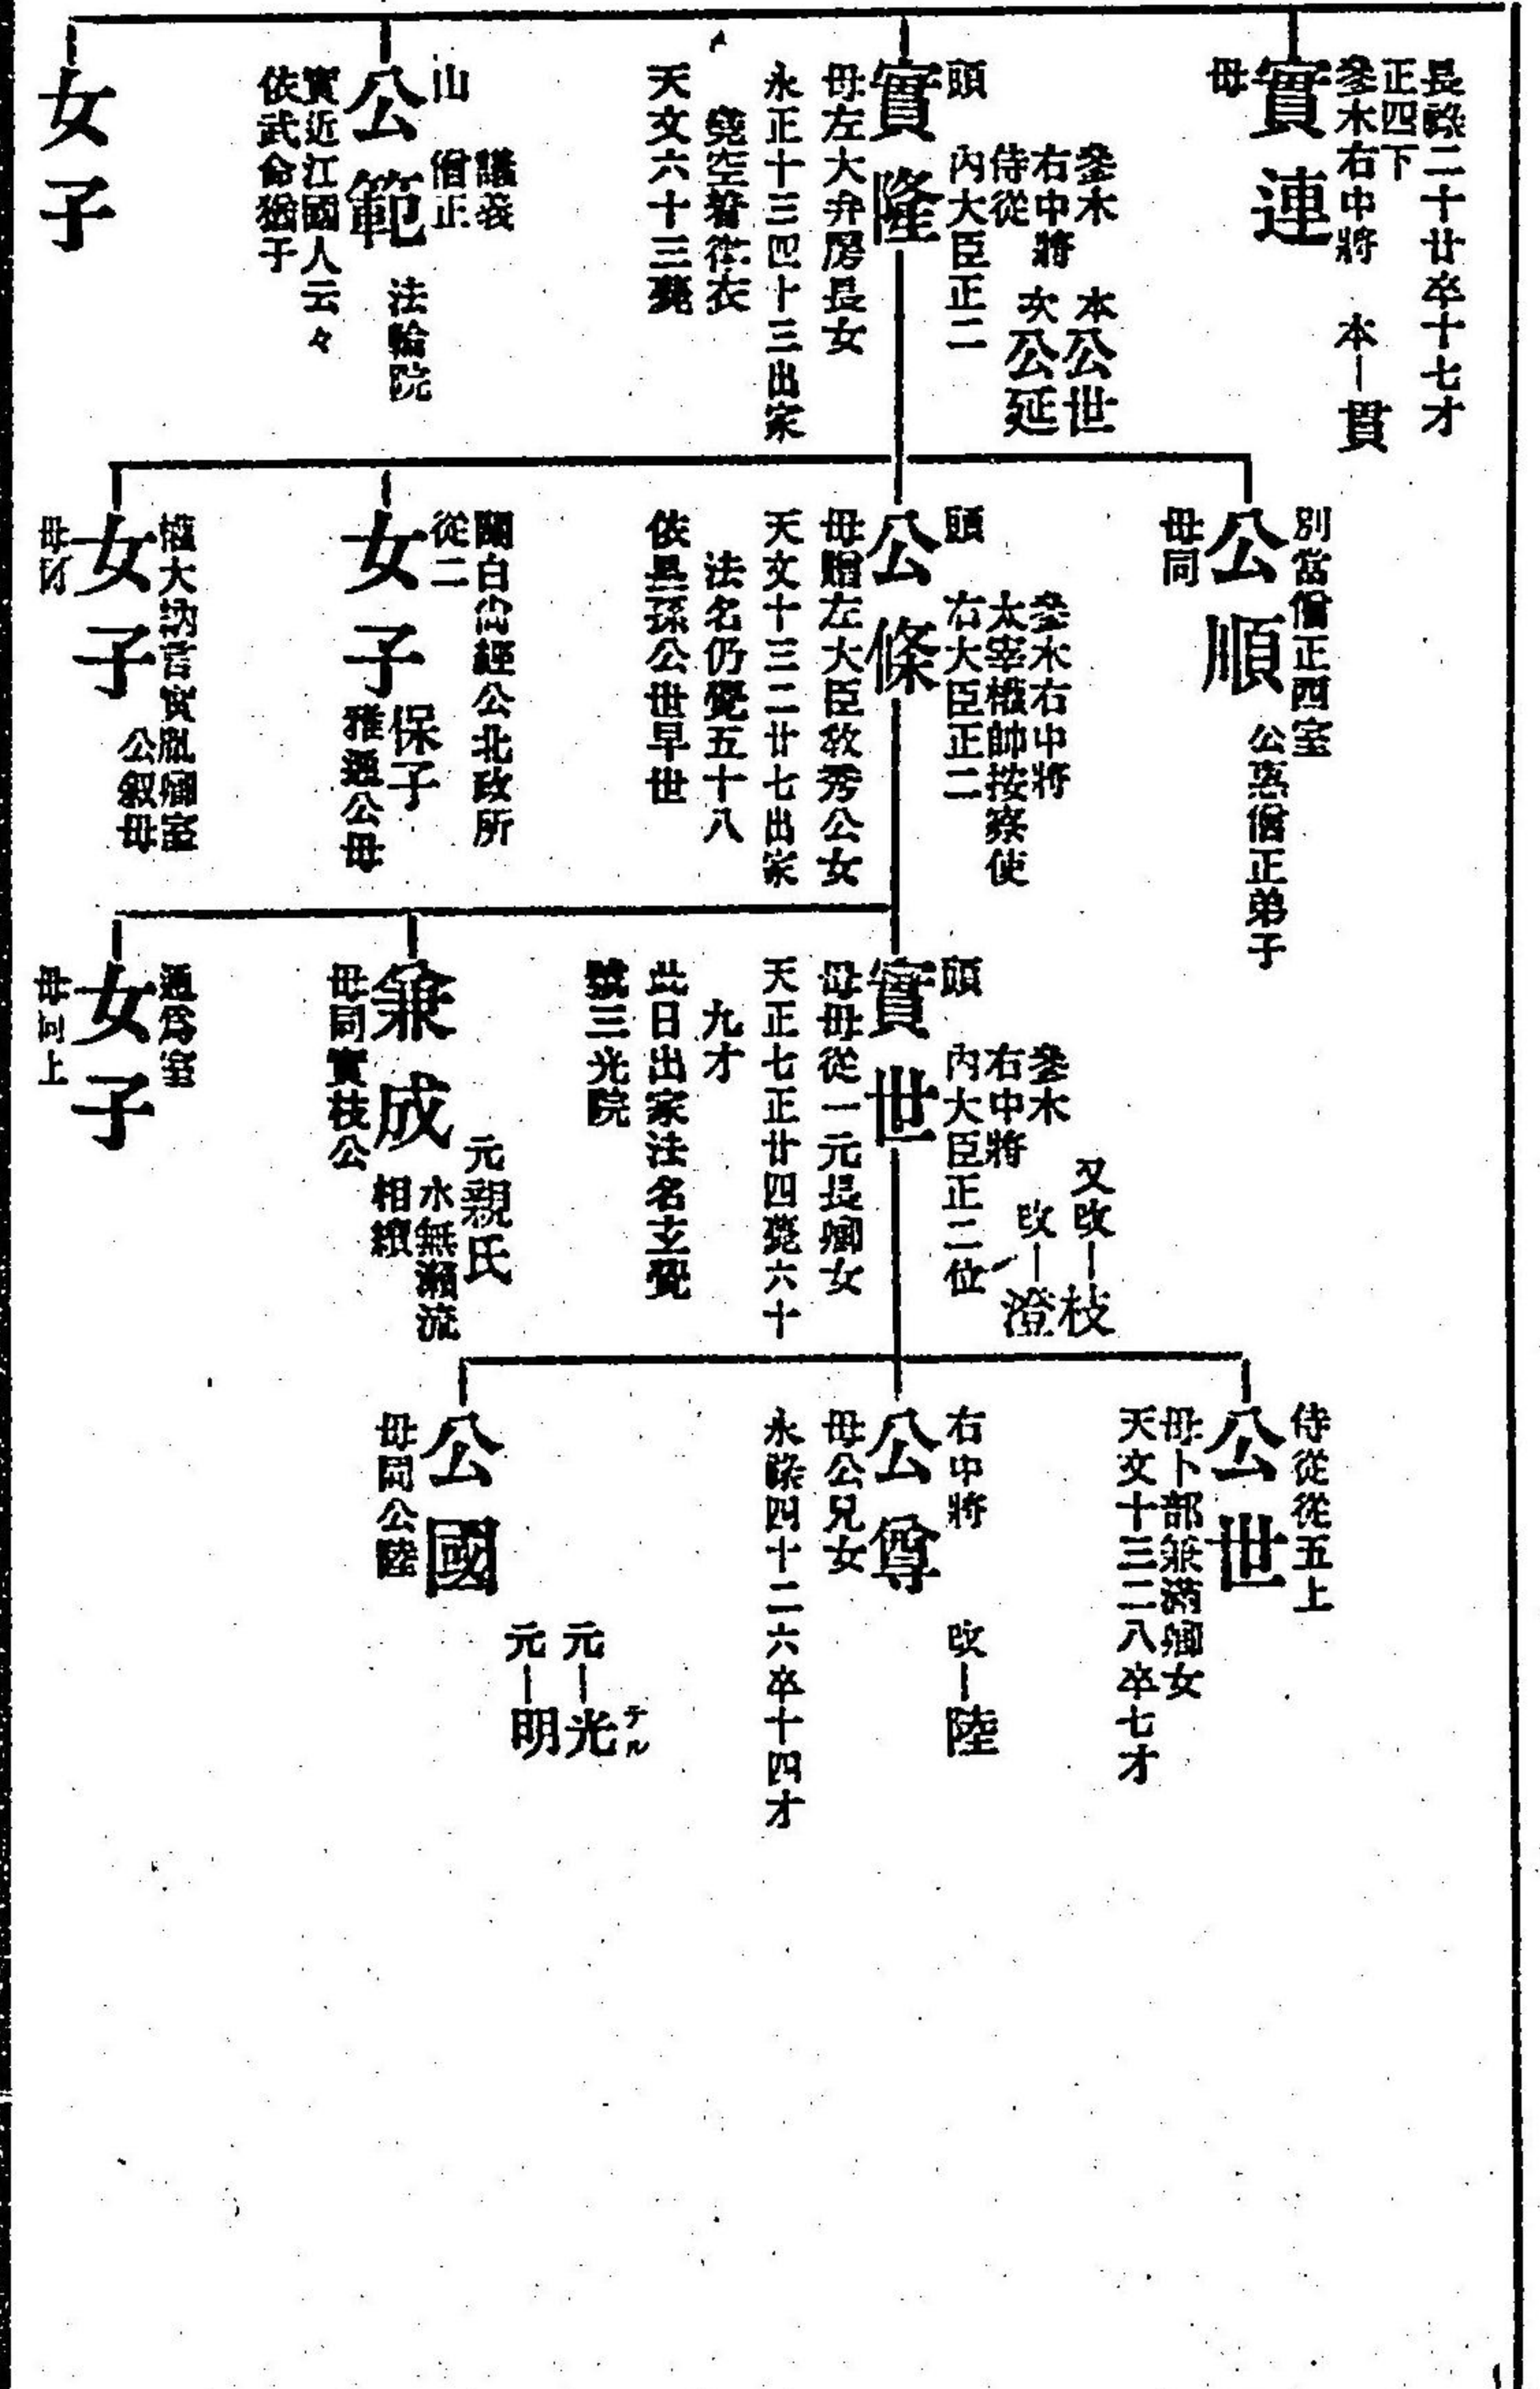 長祿二十廿卒十七才
正四下
參木右中將 本—貫
實連
母
參木 本公世
右中將 次公延
侍從
內大臣正二
頭
實隆
母左大弁房長女
永正十三四十三出家
堯空着往衣
天文六十三薨
講義
山 僧正
公範 法輪院
實近江國人云々
依武命猶子
女子
別當僧正西室
公順 公惠僧正弟子
母同
參木右中將
太宰權帥按察使
右大臣正二
頭
公條
母贈左大臣敎秀公女
天文十三二廿七出家
法名仍覺五十八
依孫公世早世
關白尙經公北政所
從二
女子 保子
雅通公母
權大納言實胤卿室
女子 公叙母
母同
又改—枝
參木 改—澄
右中將
內大臣正二位
頭
實世
母母從一元長卿女
天正七正廿四薨六十
九才
此日出家法名玄覺
號三光院
元親氏
兼成 水無瀨流
相續
母同實枝公
通爲室
女子
母同上
侍從從五上
公世
母卜部兼滿卿女
天文十三二八卒七才
右中將 改—陸
公尊
母公兄女
永祿四十二六卒十四才
元—光テル
元—明
公國
母同公陸